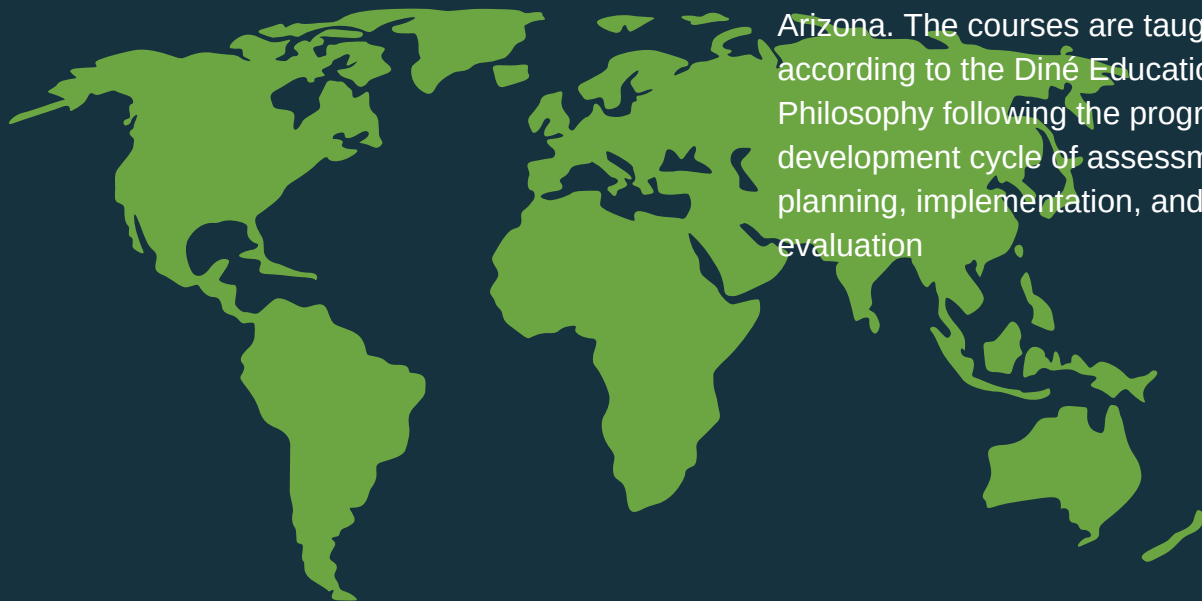 Arizona. The courses are taug
according to the Diné Educatio
Philosophy following the progr
development cycle of assessm
planning, implementation, and
evaluation